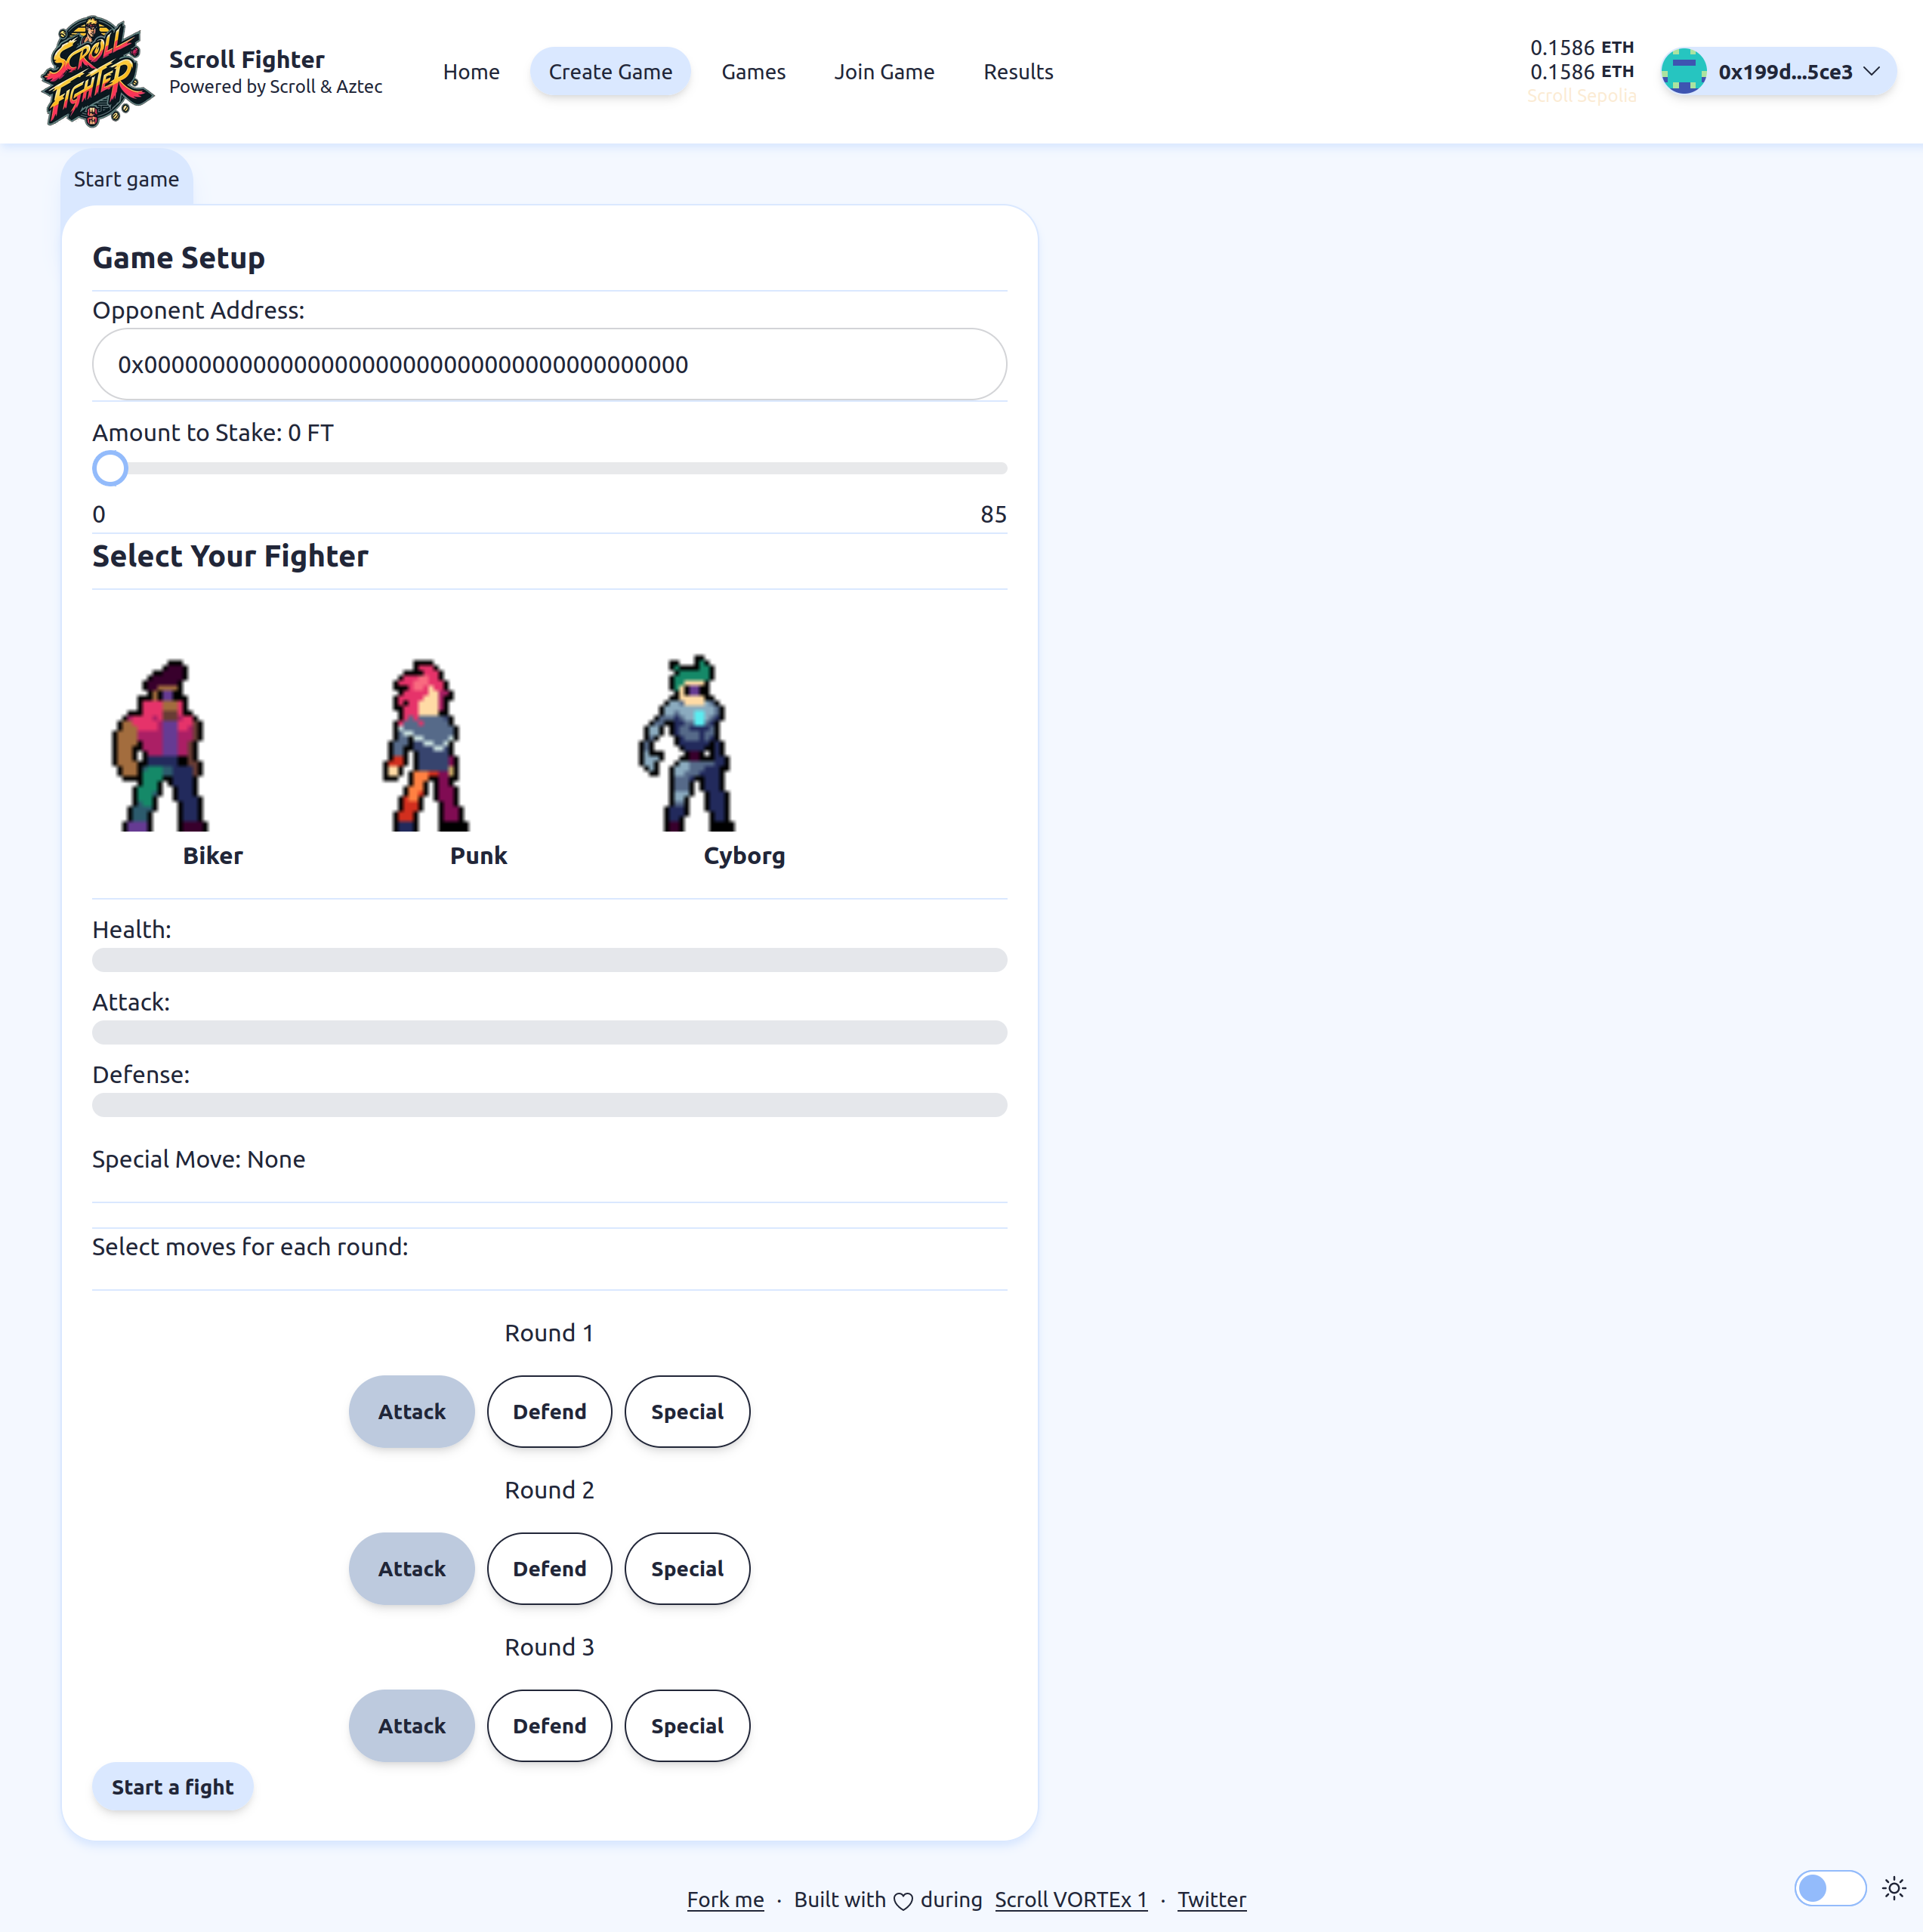 SCROLL FIGHTER
Scroll Fighter
Powered by Scroll & Aztec
Home
Create Game
Games
Join Game
Results
0.1586 ETH
0.1586 ETH
Scroll Sepolia
0x199d...5ce3
Start game
Game Setup
Opponent Address:
0x0000000000000000000000000000000000000000
Amount to Stake: 0 FT
0 85
Select Your Fighter
Biker Punk Cyborg
Health:
Attack:
Defense:
Special Move: None
Select moves for each round:
Round 1
Attack Defend Special
Round 2
Attack Defend Special
Round 3
Attack Defend Special
Start a fight
Fork me · Built with ♡ during Scroll VORTEx 1 · Twitter